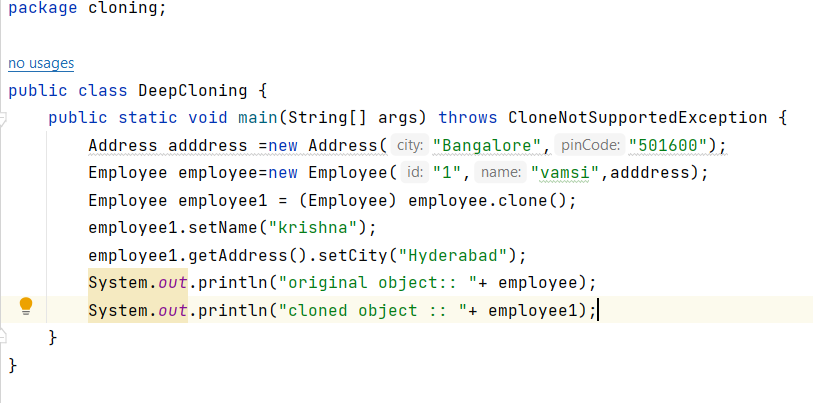 package cloning;
no usages
public class DeepCloning {
public static void main(String[] args) throws CloneNotSupportedException {
Address adddress =new Address( city: "Bangalore", pinCode: "501600");
Employee employee=new Employee( id: "1", name: "vamsi",adddress);
Employee employee1 = (Employee) employee.clone();
employee1.setName("krishna");
employee1.getAddress().setCity("Hyderabad");
System.out.println("original object:: "+ employee);
System.out.println("cloned object :: "+ employee1);
}
}